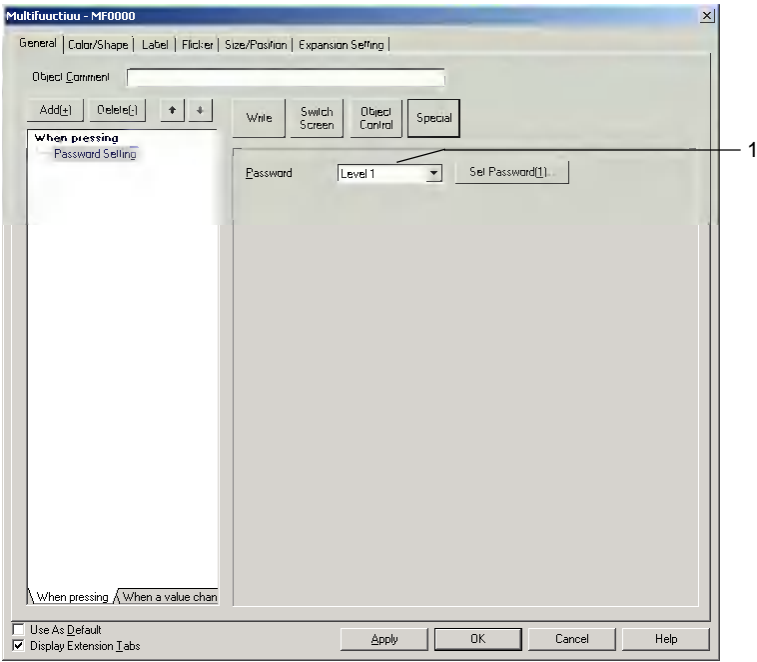 Multifuuctiuu - MF0000
General Color/Shape Label Flicker Size/Position Expansion Setting
Object Comment
Add(+) Delete(-)
Write Switch Screen Object Control Special
When pressing
Password Setting
1
Password Level 1 Set Password(1)...
When pressing When a value chan
Use As Default
Display Extension Tabs
Apply OK Cancel Help